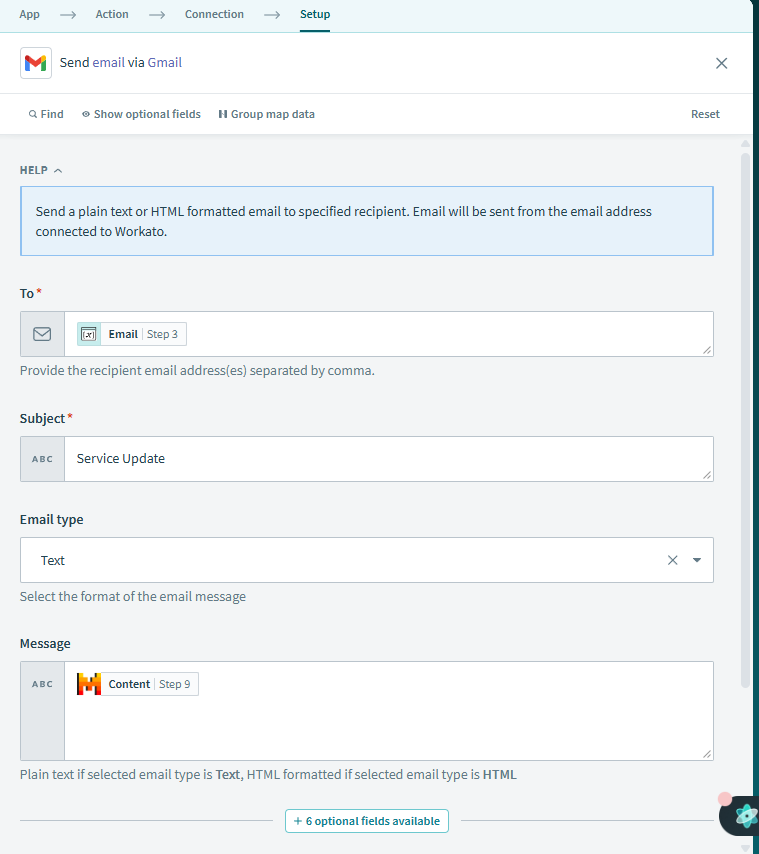 App → Action → Connection → Setup
Send email via Gmail
Find Show optional fields Group map data Reset
HELP
Send a plain text or HTML formatted email to specified recipient. Email will be sent from the email address
connected to Workato.
To*
Email Step 3
Provide the recipient email address(es) separated by comma.
Subject*
ABC Service Update
Email type
Text
Select the format of the email message
Message
ABC Content Step 9
Plain text if selected email type is Text, HTML formatted if selected email type is HTML
+ 6 optional fields available